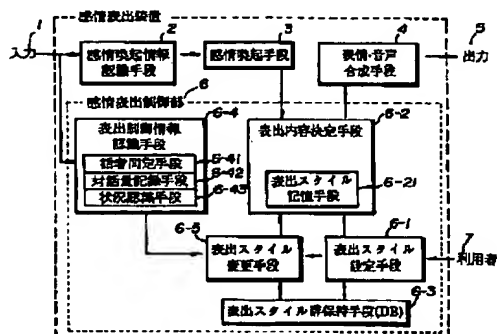 感情表出装置
1
入力
2
感情喚起情報
認識手段
3
感情喚起手段
4
表情・音声
合成手段
5
出力
感情表出制御部
6
6-4
表出制御情報
認識手段
6-41
話者同定手段
6-42
対話量記録手段
6-43
状況認識手段
6-2
表出内容決定手段
6-21
表出スタイル
記憶手段
6-5
表出スタイル
変更手段
6-1
表出スタイル
設定手段
7
利用者
6-3
表出スタイル群保持手段(DB)